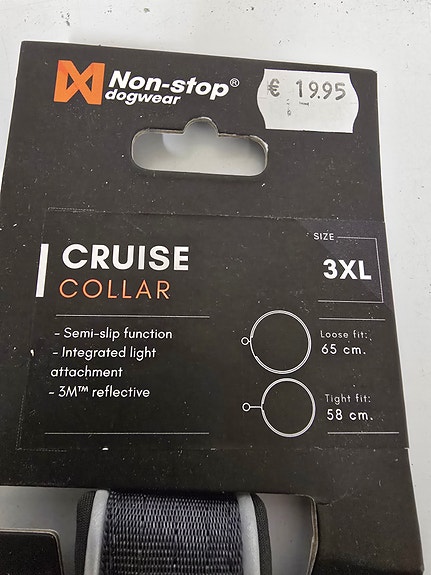 Non-stop®
dogwear
€ 19.95
CRUISE
COLLAR
SIZE
3XL
- Semi-slip function
- Integrated light
attachment
- 3M™ reflective
Loose fit:
65 cm.
Tight fit:
58 cm.